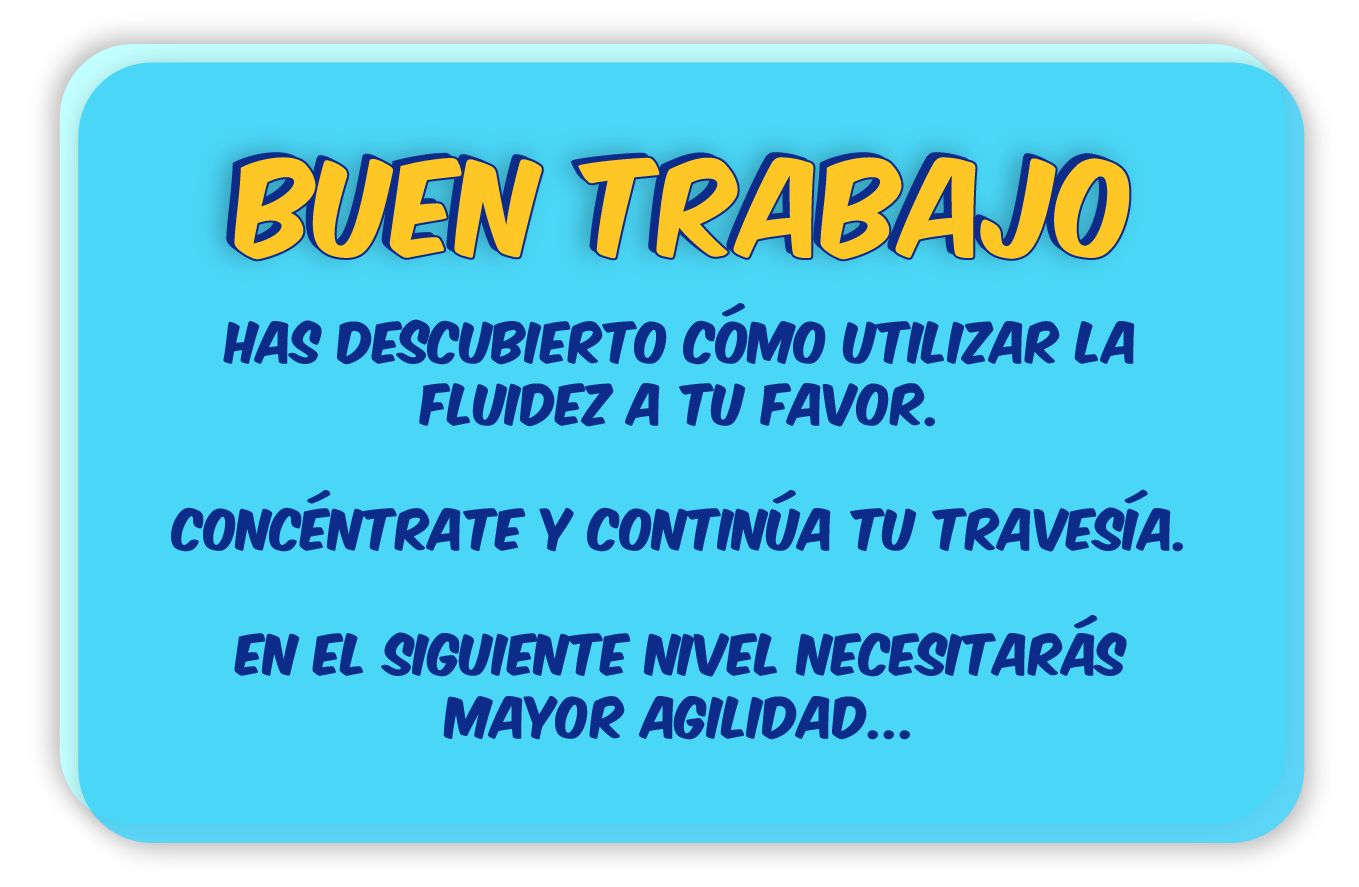 BUEN TRABAJO
HAS DESCUBIERTO CÓMO UTILIZAR LA
FLUIDEZ A TU FAVOR.
CONCÉNTRATE Y CONTINÚA TU TRAVESÍA.
EN EL SIGUIENTE NIVEL NECESITARÁS
MAYOR AGILIDAD...